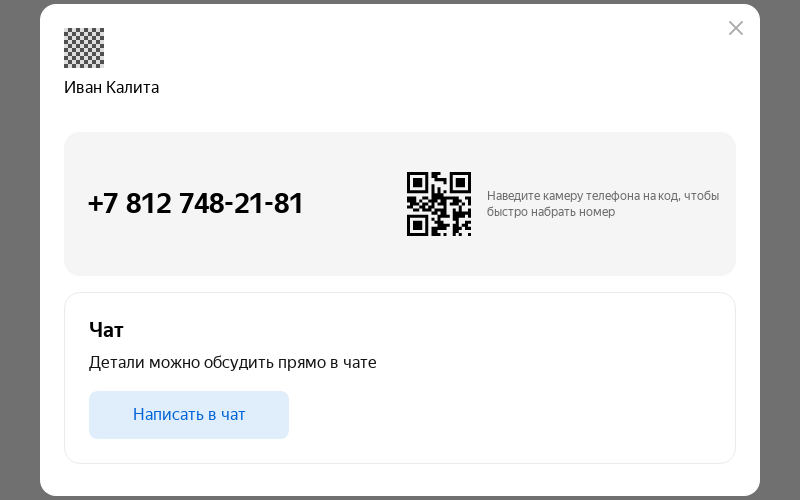 Иван Калита
+7 812 748-21-81
Наведите камеру телефона на код, чтобы
быстро набрать номер
Чат
Детали можно обсудить прямо в чате
Написать в чат